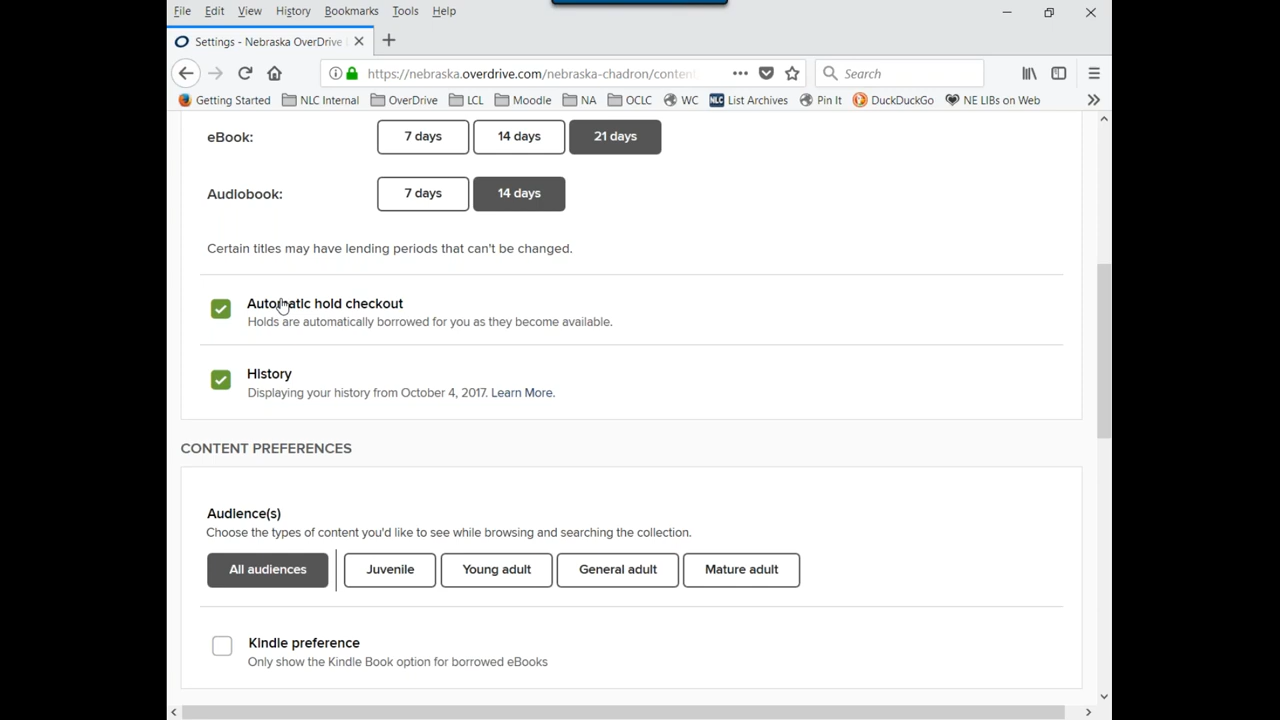 File Edit View History Bookmarks Tools Help
Settings - Nebraska OverDrive
https://nebraska.overdrive.com/nebraska-chadron/content Search
Getting Started NLC Internal OverDrive LCL Moodle NA OCLC WC NLC List Archives Pin It DuckDuckGo NE LIBs on Web
eBook: 7 days 14 days 21 days
Audiobook: 7 days 14 days
Certain titles may have lending periods that can't be changed.
Automatic hold checkout
Holds are automatically borrowed for you as they become available.
History
Displaying your history from October 4, 2017. Learn More.
CONTENT PREFERENCES
Audience(s)
Choose the types of content you'd like to see while browsing and searching the collection.
All audiences Juvenile Young adult General adult Mature adult
Kindle preference
Only show the Kindle Book option for borrowed eBooks